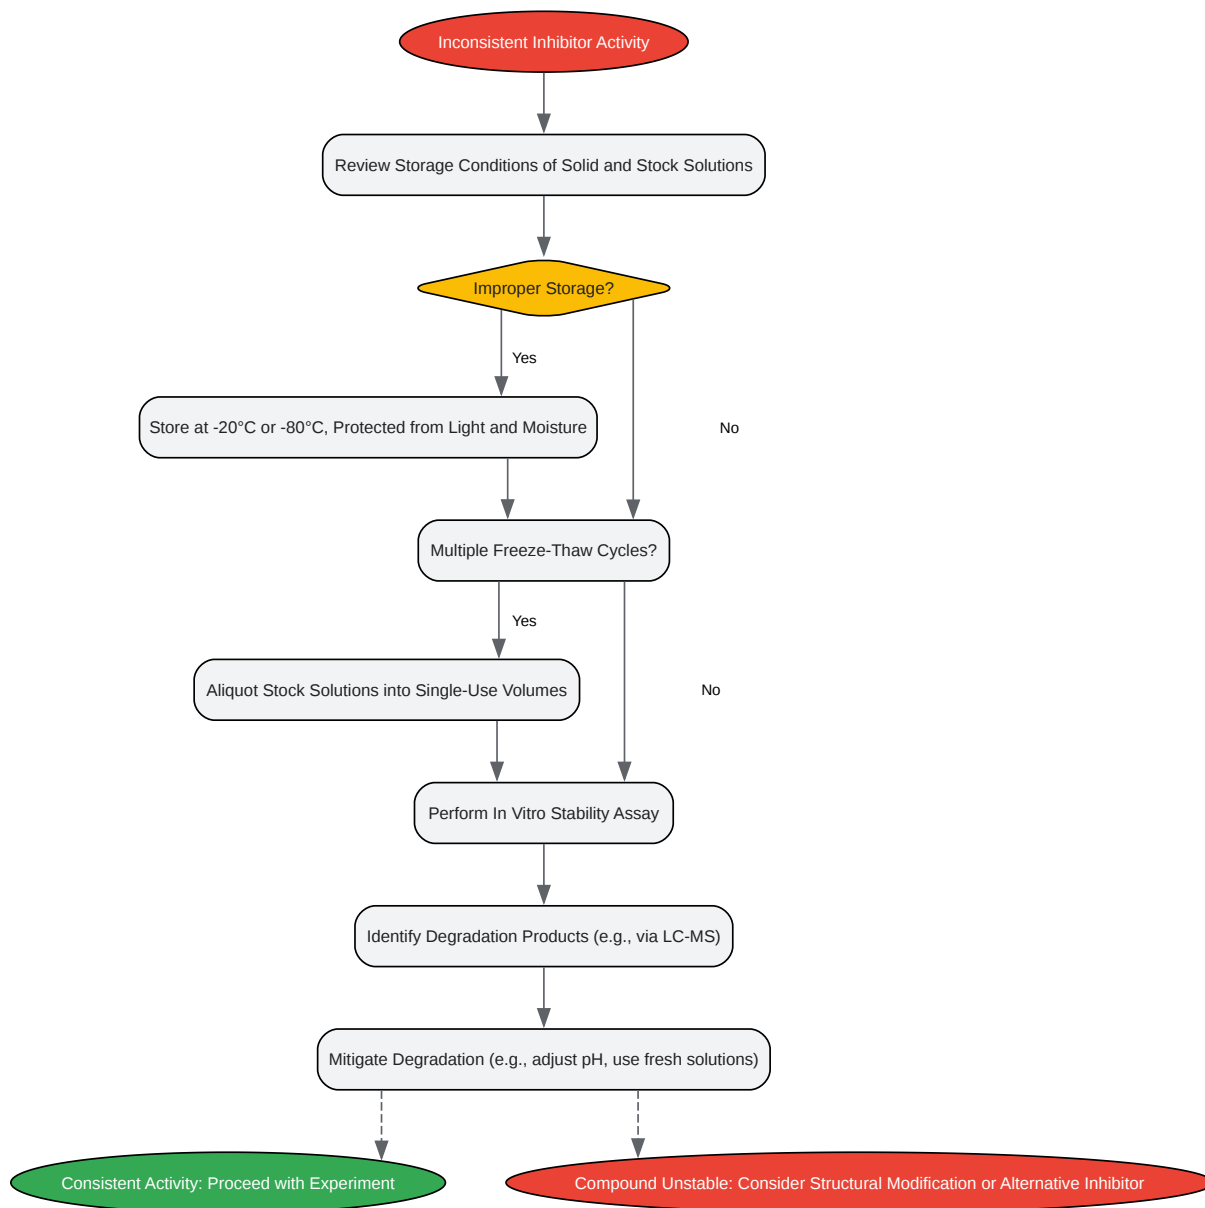 Inconsistent Inhibitor Activity
Review Storage Conditions of Solid and Stock Solutions
Improper Storage?
Yes
Store at -20°C or -80°C, Protected from Light and Moisture
No
Multiple Freeze-Thaw Cycles?
Yes
Aliquot Stock Solutions into Single-Use Volumes
No
Perform In Vitro Stability Assay
Identify Degradation Products (e.g., via LC-MS)
Mitigate Degradation (e.g., adjust pH, use fresh solutions)
Consistent Activity: Proceed with Experiment
Compound Unstable: Consider Structural Modification or Alternative Inhibitor